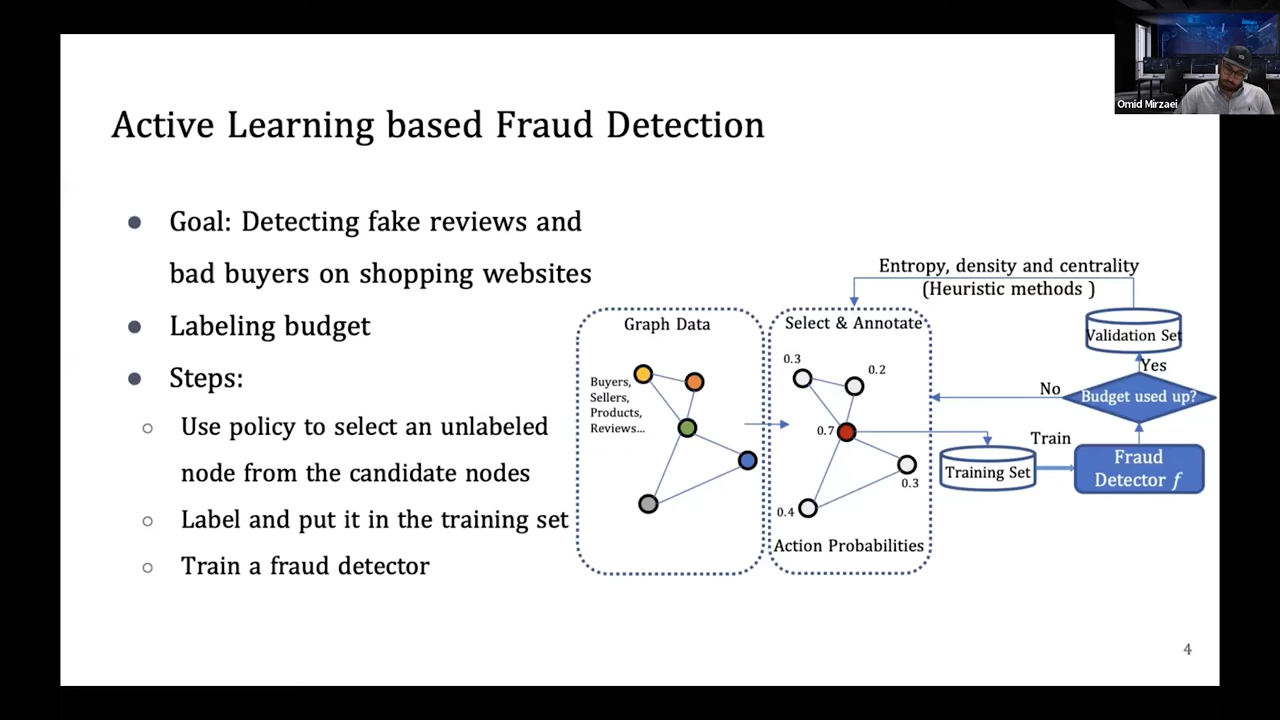 Omid Mirzaei
Active Learning based Fraud Detection
● Goal: Detecting fake reviews and
bad buyers on shopping websites
● Labeling budget
● Steps:
○ Use policy to select an unlabeled
node from the candidate nodes
○ Label and put it in the training set
○ Train a fraud detector
Graph Data
Buyers,
Sellers,
Products,
Reviews...
Select & Annotate
0.3
0.2
0.7
0.3
0.4
Action Probabilities
Entropy, density and centrality
(Heuristic methods )
Validation Set
Yes
No
Budget used up?
Train
Training Set
Fraud
Detector f
4